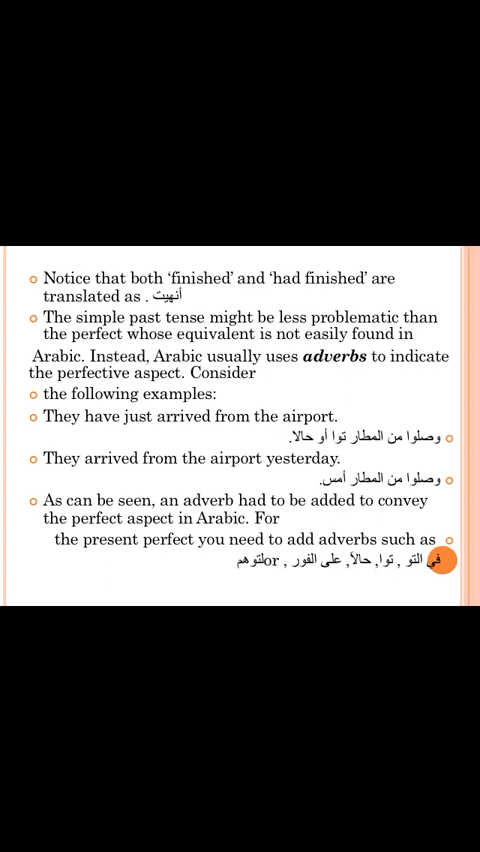 Notice that both ‘finished’ and ‘had finished’ are
translated as . أنهيت
The simple past tense might be less problematic than
the perfect whose equivalent is not easily found in
Arabic. Instead, Arabic usually uses adverbs to indicate
the perfective aspect. Consider
the following examples:
They have just arrived from the airport.
وصلوا من المطار توا أو حالا.
They arrived from the airport yesterday.
وصلوا من المطار أمس.
As can be seen, an adverb had to be added to convey
the perfect aspect in Arabic. For
the present perfect you need to add adverbs such as
في التو , توا, حالاً, على الفور , orلتوهم